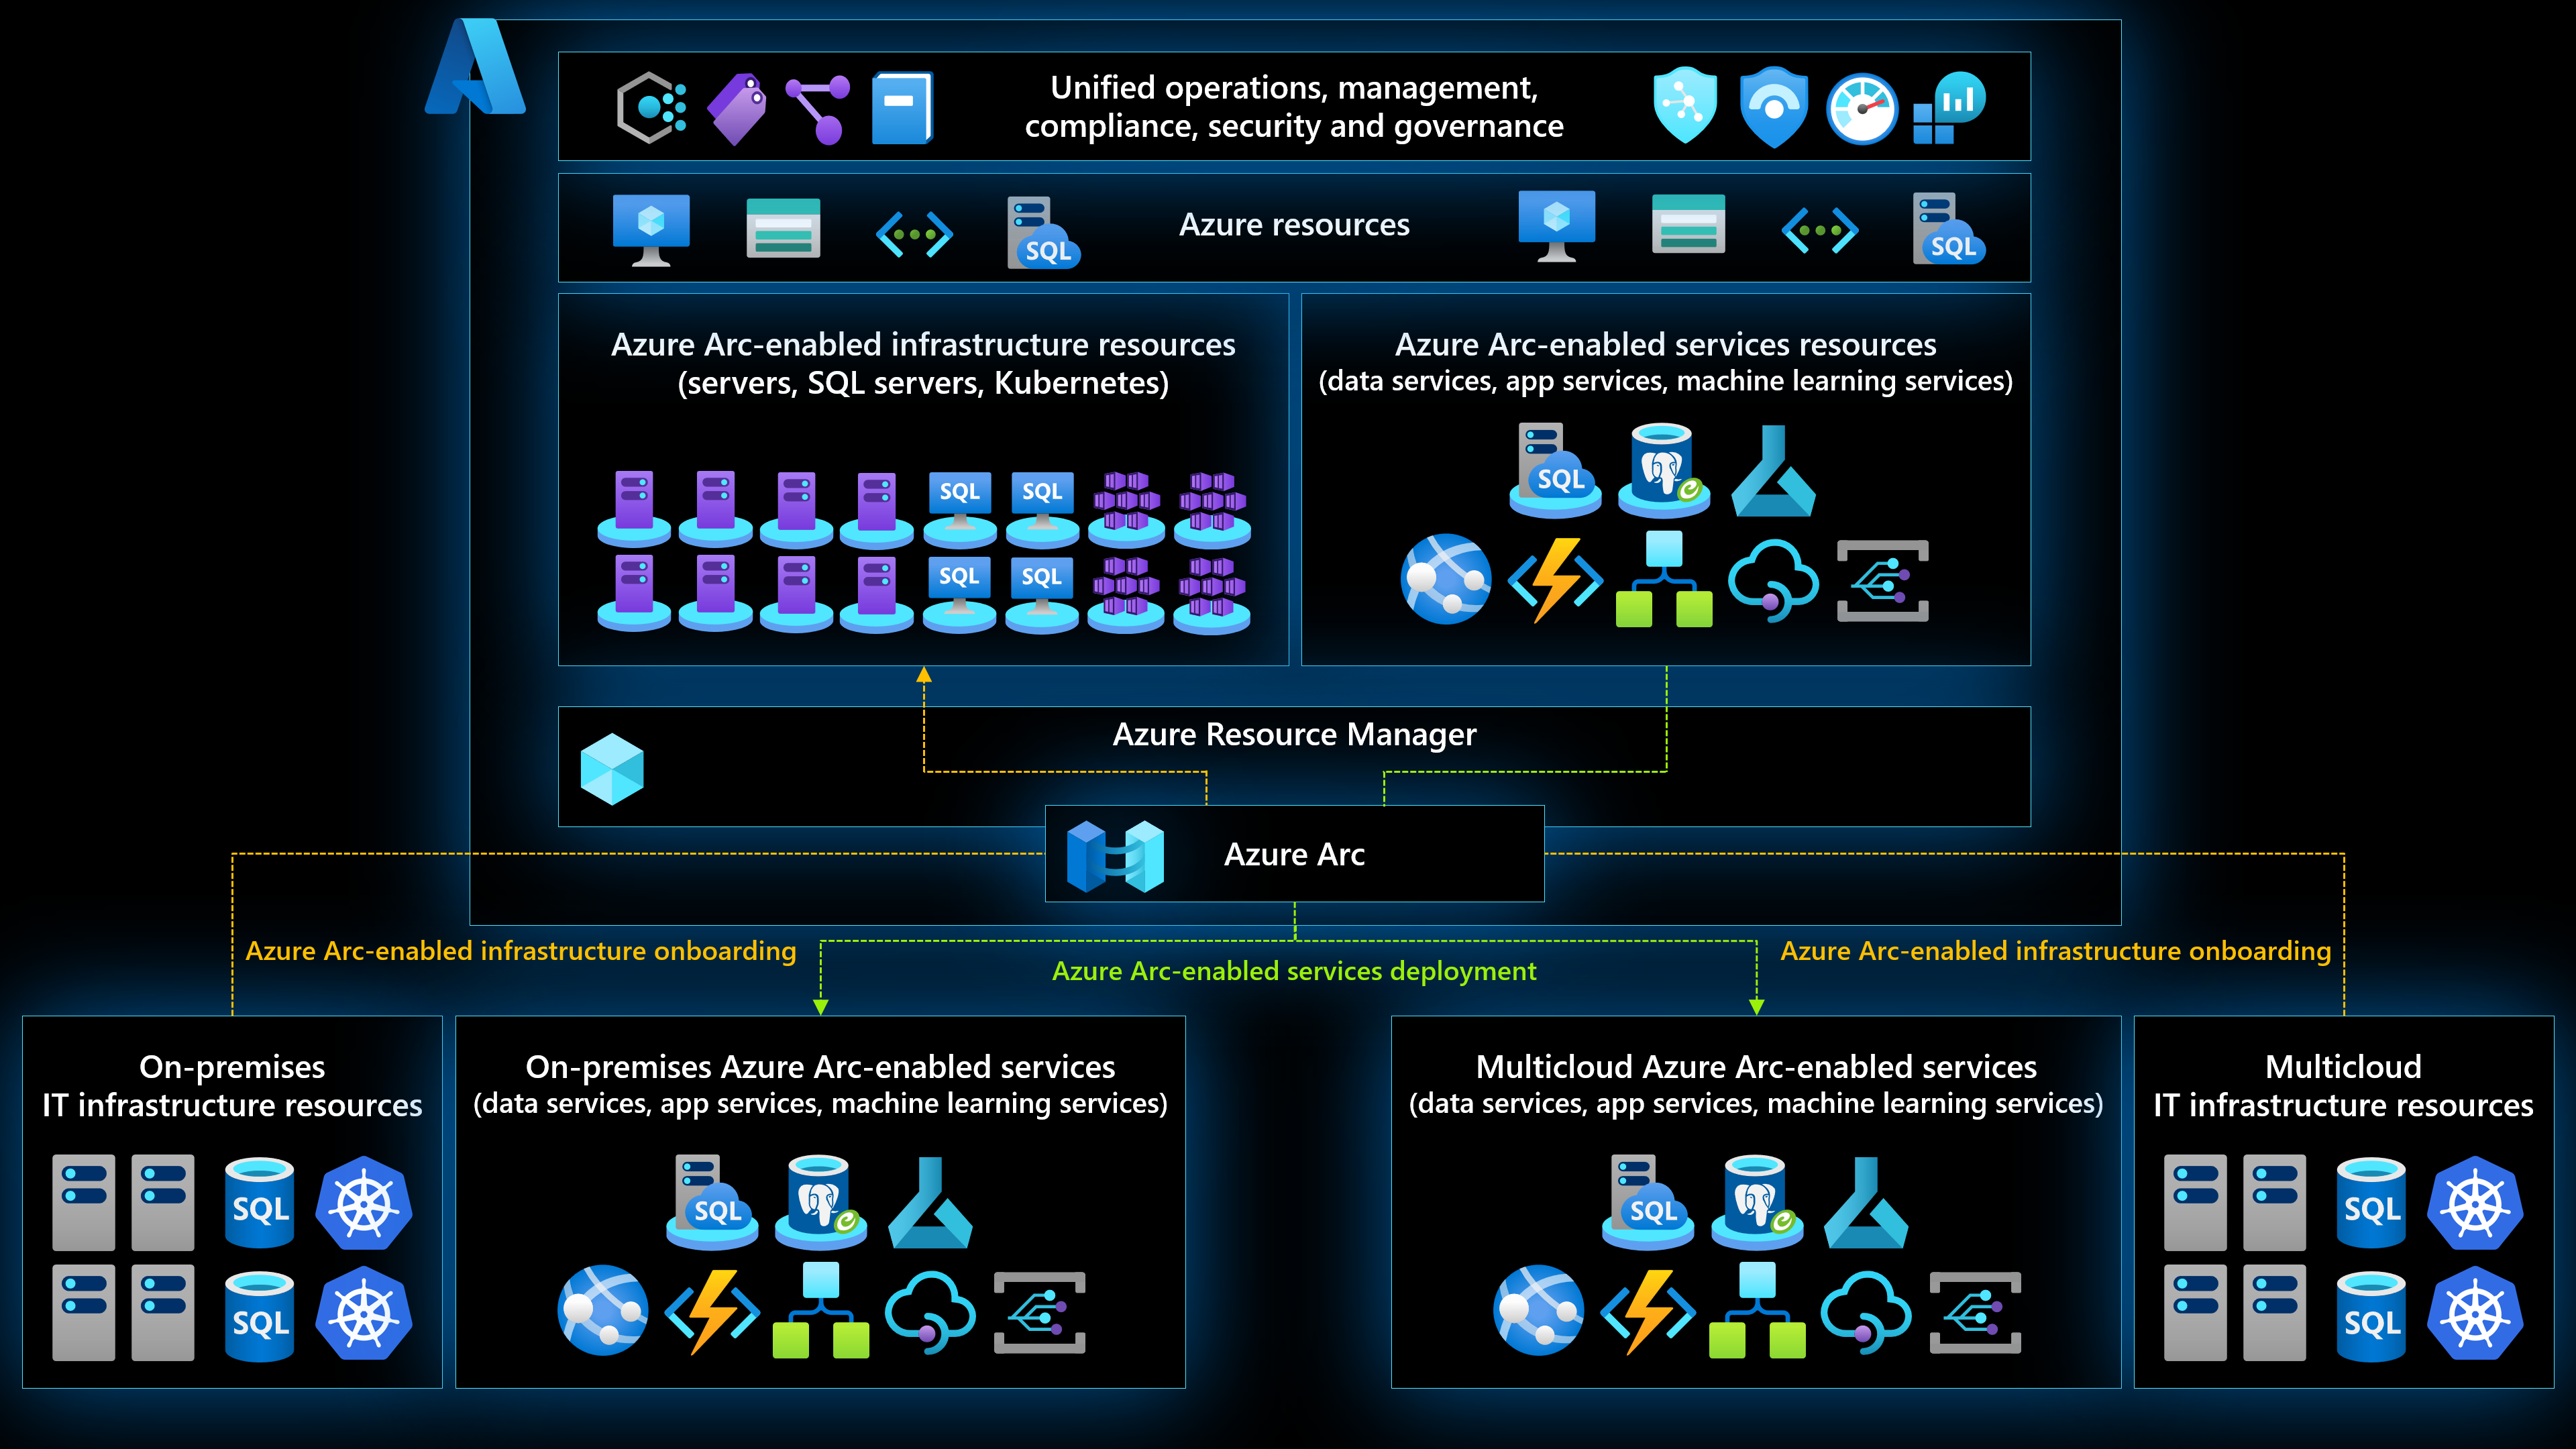 Unified operations, management,
compliance, security and governance
SQL
Azure resources
SQL
Azure Arc-enabled infrastructure resources
(servers, SQL servers, Kubernetes)
SQL
SQL
SQL
SQL
Azure Arc-enabled services resources
(data services, app services, machine learning services)
SQL
Azure Resource Manager
Azure Arc
Azure Arc-enabled infrastructure onboarding
Azure Arc-enabled services deployment
Azure Arc-enabled infrastructure onboarding
On-premises
IT infrastructure resources
SQL
SQL
On-premises Azure Arc-enabled services
(data services, app services, machine learning services)
SQL
Multicloud Azure Arc-enabled services
(data services, app services, machine learning services)
SQL
Multicloud
IT infrastructure resources
SQL
SQL